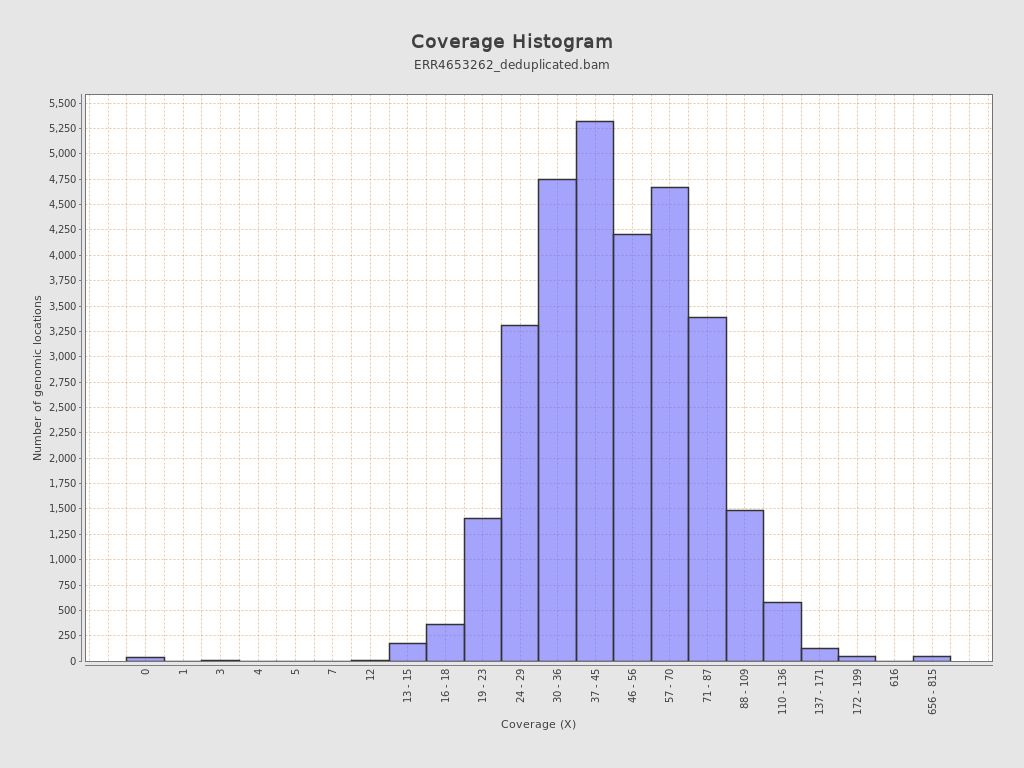 Coverage Histogram
ERR4653262_deduplicated.bam
Number of genomic locations
5,500
5,250
5,000
4,750
4,500
4,250
4,000
3,750
3,500
3,250
3,000
2,750
2,500
2,250
2,000
1,750
1,500
1,250
1,000
750
500
250
0
0
1
3
4
5
7
12
13 - 15
16 - 18
19 - 23
24 - 29
30 - 36
37 - 45
46 - 56
57 - 70
71 - 87
88 - 109
110 - 136
137 - 171
172 - 199
616
656 - 815
Coverage (X)